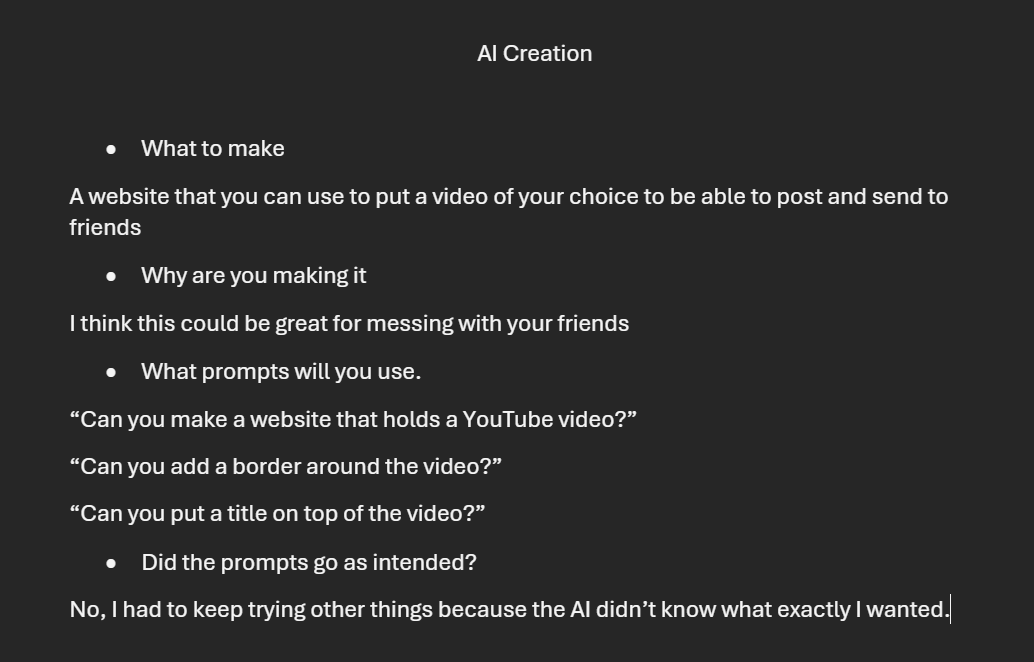 AI Creation
• What to make
A website that you can use to put a video of your choice to be able to post and send to
friends
• Why are you making it
I think this could be great for messing with your friends
• What prompts will you use.
“Can you make a website that holds a YouTube video?”
“Can you add a border around the video?”
“Can you put a title on top of the video?”
• Did the prompts go as intended?
No, I had to keep trying other things because the AI didn’t know what exactly I wanted.